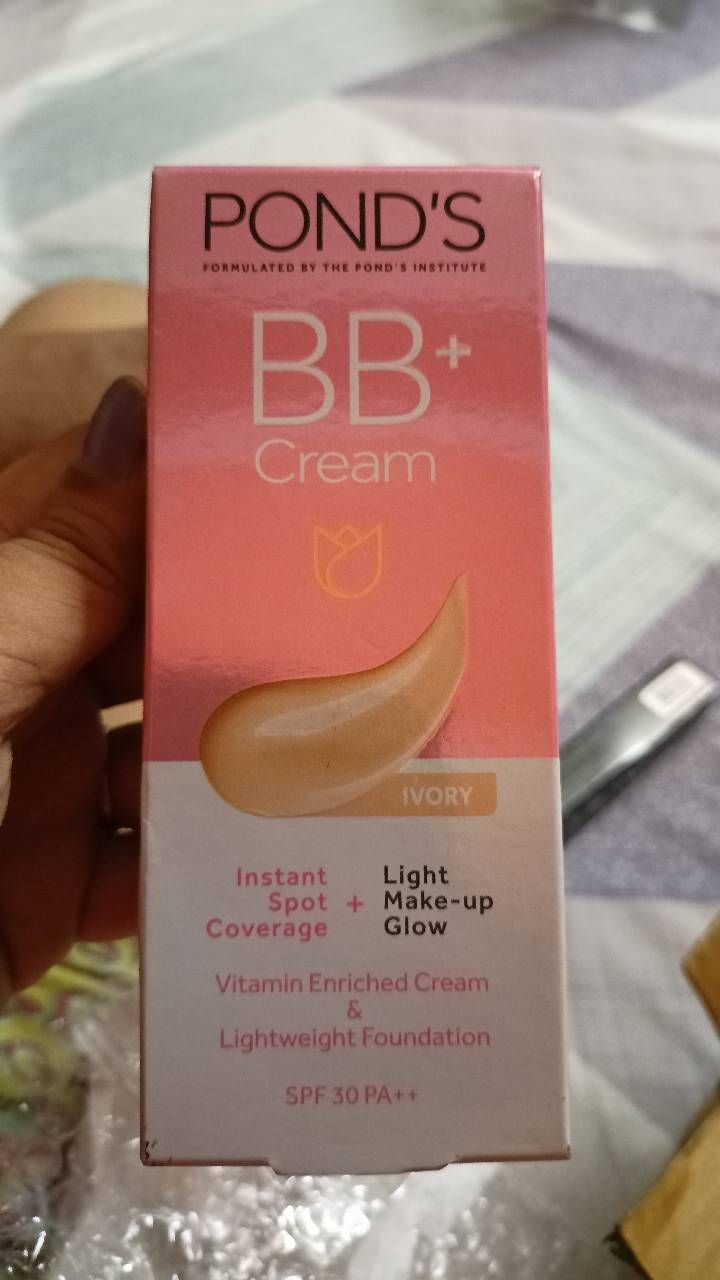 POND'S
FORMULATED BY THE POND'S INSTITUTE
BB+
Cream
IVORY
Instant
Spot
Coverage
+
Light
Make-up
Glow
Vitamin Enriched Cream
&
Lightweight Foundation
SPF 30 PA++